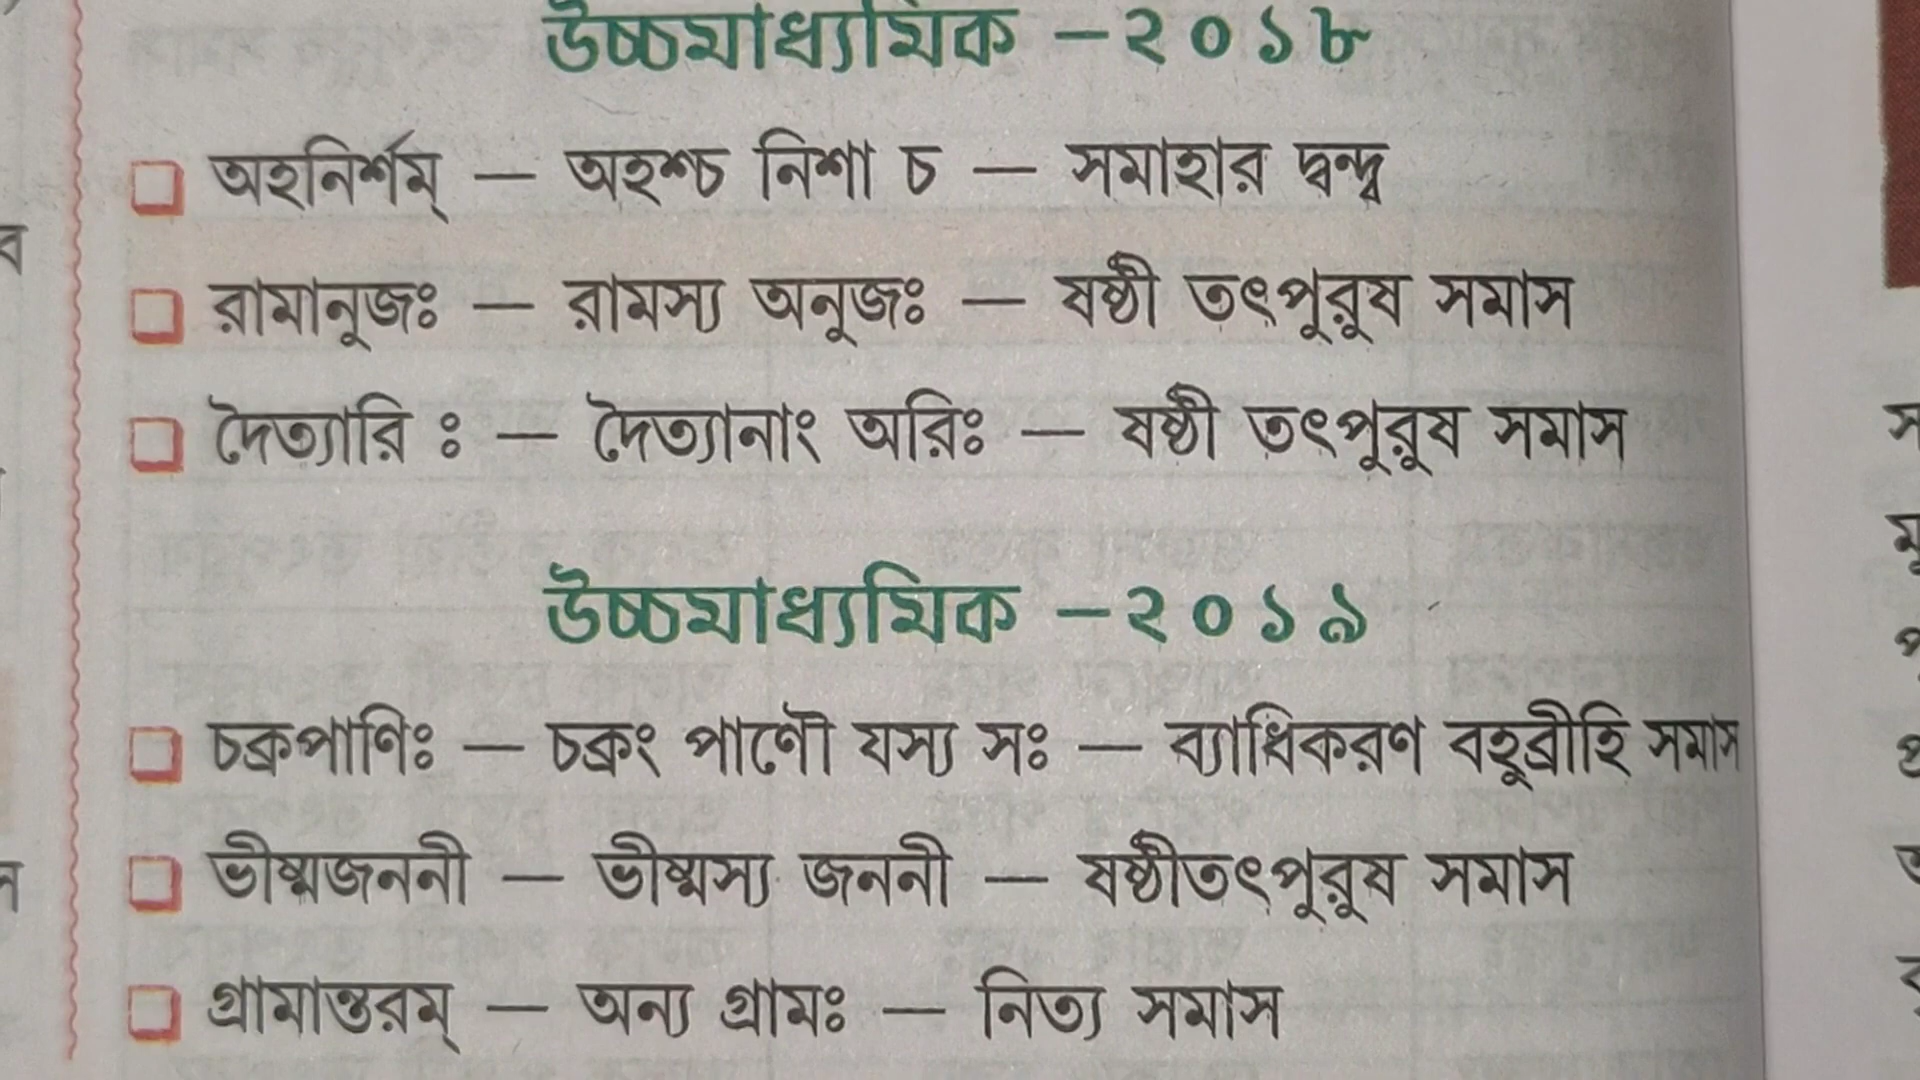 উচ্চমাধ্যমিক – ২০১৮
অহনির্শম্ — অহশ্চ নিশা চ — সমাহার দ্বন্দ্ব
রামানুজঃ — রামস্য অনুজঃ — ষষ্ঠী তৎপুরুষ সমাস
দৈত্যারি ঃ — দৈত্যানাং অরিঃ — ষষ্ঠী তৎপুরুষ সমাস
উচ্চমাধ্যমিক – ২০১৯
চক্রপাণিঃ — চক্রং পাণৌ যস্য সঃ — ব্যাধিকরণ বহুব্রীহি সমাস
ভীষ্মজননী — ভীষ্মস্য জননী — ষষ্ঠীতৎপুরুষ সমাস
গ্রামান্তরম্ — অন্য গ্রামঃ — নিত্য সমাস